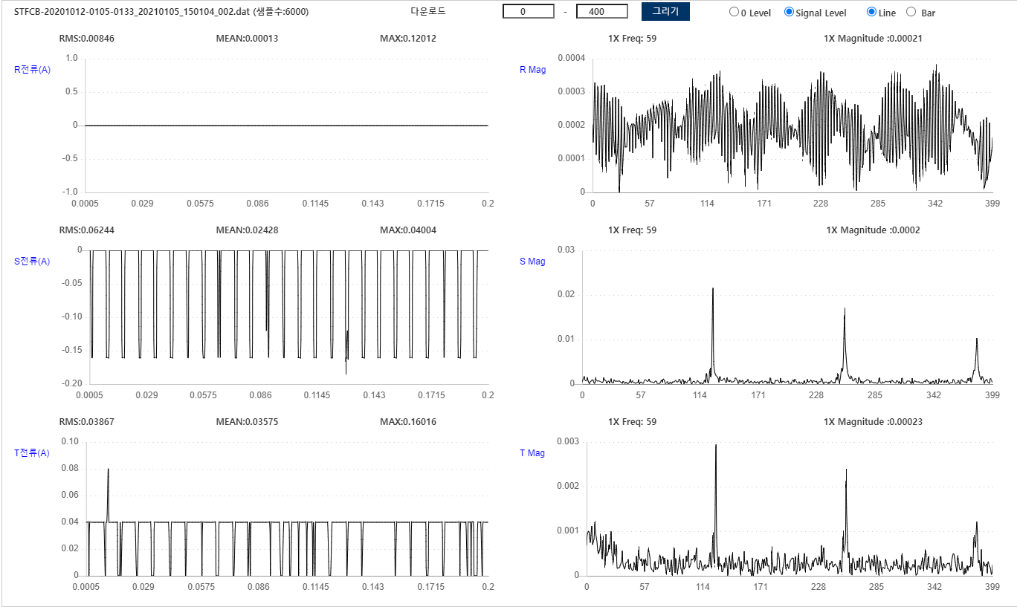 STFCB-20201012-0105-0133_20210105_150104_002.dat (샘플수:6000) 다운로드 0 - 400 그리기 0 Level Signal Level Line Bar
RMS:0.00846 MEAN:0.00013 MAX:0.12012 1X Freq: 59 1X Magnitude :0.00021
R전류(A) 1.0 0.5 0 -0.5 -1.0
0.0005 0.029 0.0575 0.086 0.1145 0.143 0.1715 0.2
R Mag 0.0004 0.0003 0.0002 0.0001 0
0 57 114 171 228 285 342 399
RMS:0.06244 MEAN:0.02428 MAX:0.04004 1X Freq: 59 1X Magnitude :0.0002
S전류(A) 0 -0.05 -0.10 -0.15 -0.20
0.0005 0.029 0.0575 0.086 0.1145 0.143 0.1715 0.2
S Mag 0.03 0.02 0.01 0
0 57 114 171 228 285 342 399
RMS:0.03867 MEAN:0.03575 MAX:0.16016 1X Freq: 59 1X Magnitude :0.00023
T전류(A) 0.10 0.08 0.06 0.04 0.02 0
0.0005 0.029 0.0575 0.086 0.1145 0.143 0.1715 0.2
T Mag 0.003 0.002 0.001 0
0 57 114 171 228 285 342 399